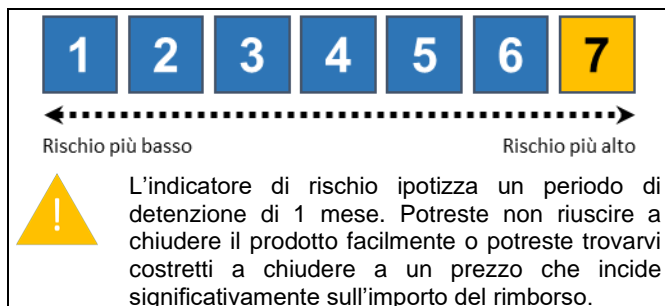 1 2 3 4 5 6 7
Rischio più basso Rischio più alto
!
L'indicatore di rischio ipotizza un periodo di
detenzione di 1 mese. Potreste non riuscire a
chiudere il prodotto facilmente o potreste trovarvi
costretti a chiudere a un prezzo che incide
significativamente sull'importo del rimborso.